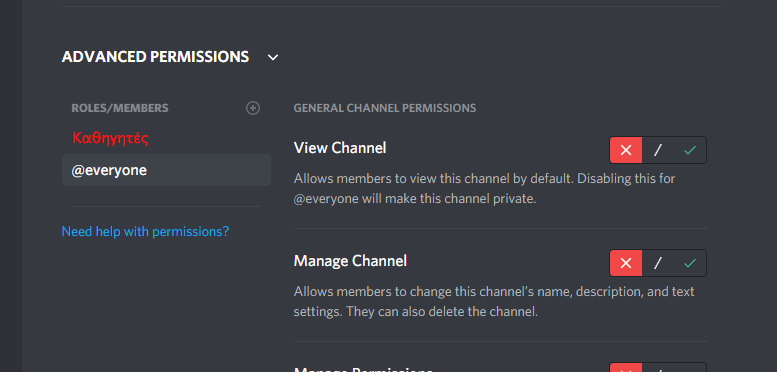 ADVANCED PERMISSIONS
ROLES/MEMBERS
Καθηγητές
@everyone
Need help with permissions?
GENERAL CHANNEL PERMISSIONS
View Channel
Allows members to view this channel by default. Disabling this for
@everyone will make this channel private.
Manage Channel
Allows members to change this channel's name, description, and text
settings. They can also delete the channel.
Manage Permissions